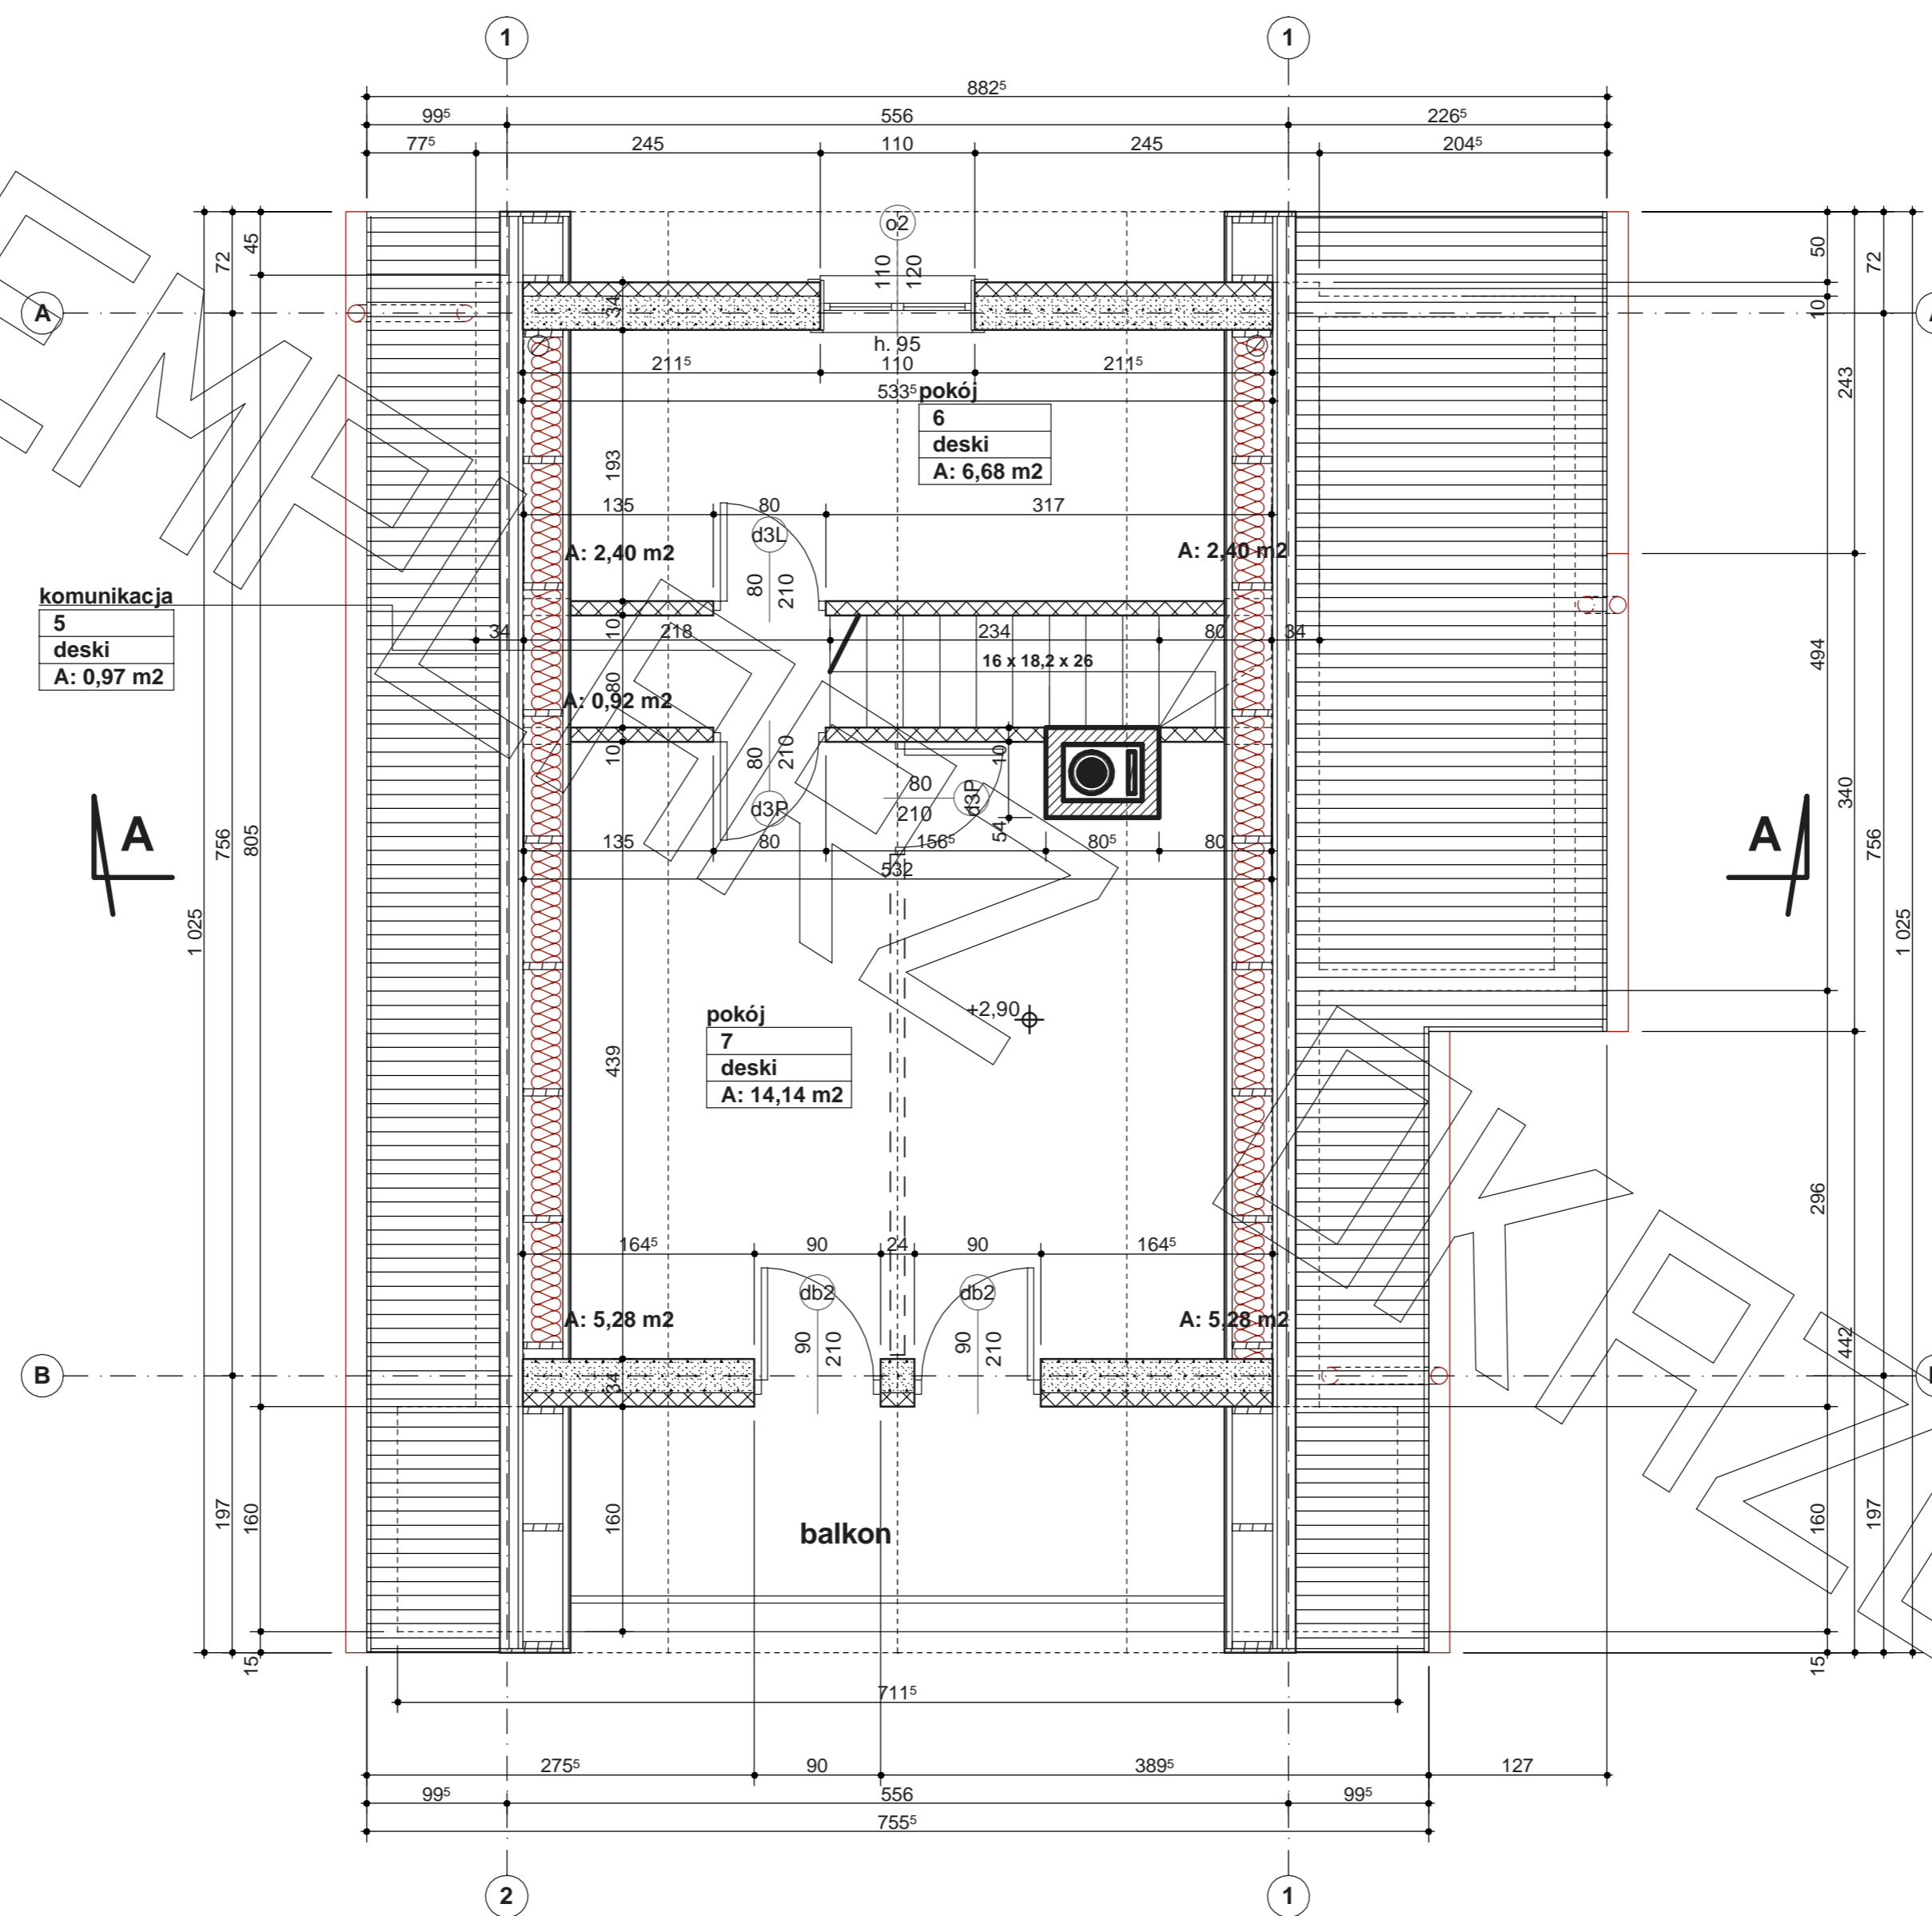 1 1
882⁵
99⁵ 556 226⁵
77⁵ 245 110 245 204⁵
o2
110
120
45
72
50
72
A
34
10
h. 95
211⁵ 110 211⁵
533⁵
pokój
6
deski
A: 6,68 m2
243
193
135 80 317
d3L
A: 2,40 m2
A: 2,40 m2
80
210
komunikacja
5
deski
A: 0,97 m2
34 10 218 234 80 34
16 x 18,2 x 26
494
A: 0,92 m2
80
10
80
210
10
d3P
80
210
d3P
54
340
A
A
756
805
756
135 80 156⁵ 80⁵ 80
532
1 025
1 025
+2,90
pokój
7
deski
A: 14,14 m2
439
296
164⁵ 90 24 90 164⁵
db2 db2
A: 5,28 m2
A: 5,28 m2
90
210
90
210
442
B
34
197
160
160
balkon
160
197
15
15
711⁵
275⁵ 90 389⁵ 127
99⁵ 556 99⁵
755⁵
2 1